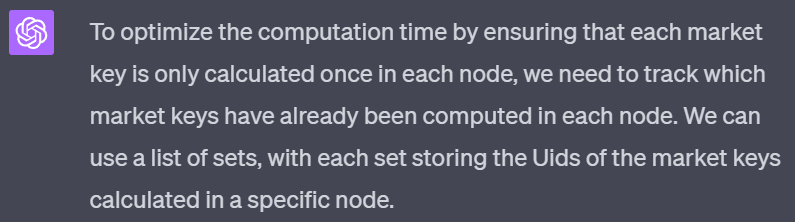 To optimize the computation time by ensuring that each market
key is only calculated once in each node, we need to track which
market keys have already been computed in each node. We can
use a list of sets, with each set storing the Uids of the market keys
calculated in a specific node.